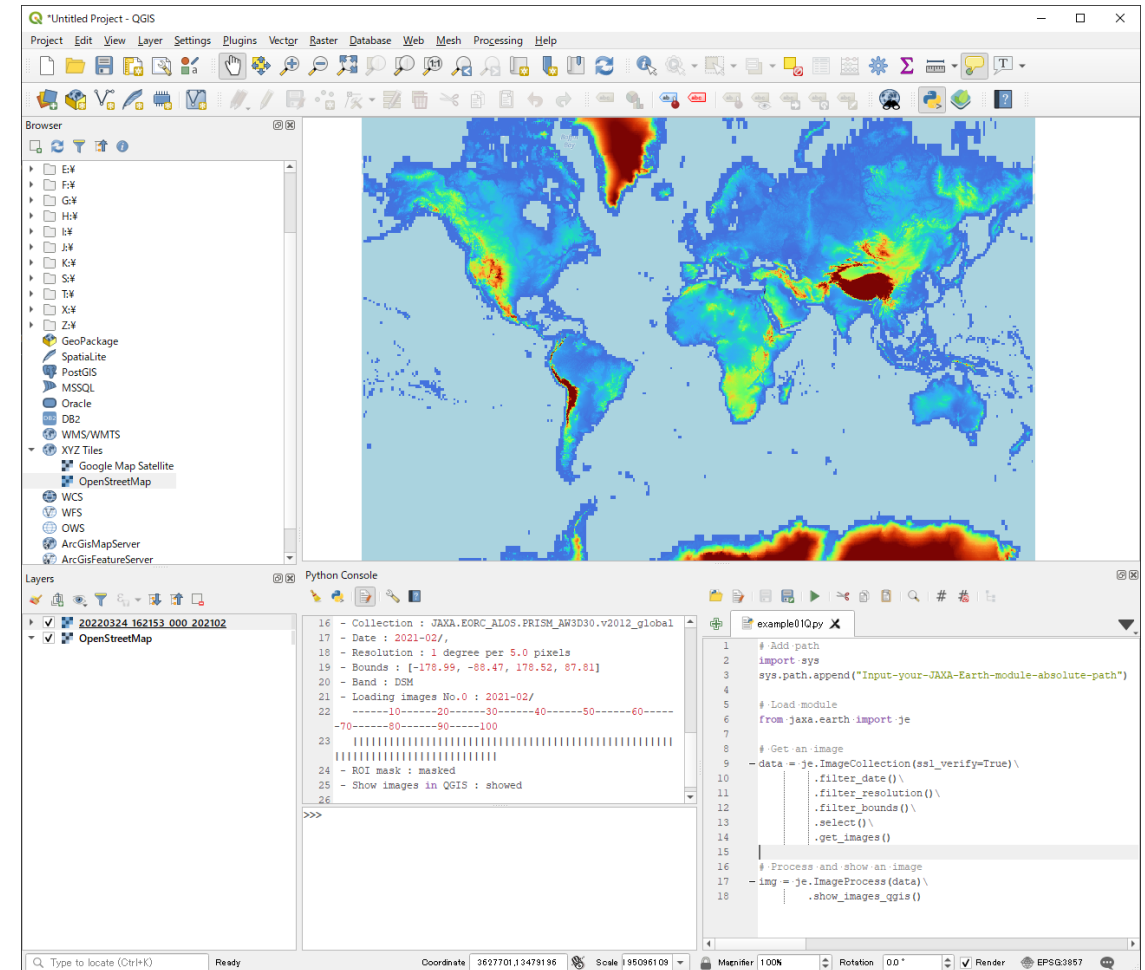 *Untitled Project - QGIS
Project Edit View Layer Settings Plugins Vector Raster Database Web Mesh Processing Help
Browser
E:¥
F:¥
G:¥
H:¥
I:¥
J:¥
K:¥
S:¥
T:¥
X:¥
Z:¥
GeoPackage
SpatiaLite
PostGIS
MSSQL
Oracle
DB2
WMS/WMTS
XYZ Tiles
Google Map Satellite
OpenStreetMap
WCS
WFS
OWS
ArcGisMapServer
ArcGisFeatureServer
Layers
20220324_162153_000_202102
OpenStreetMap
Python Console
16 - Collection : JAXA.EORC_ALOS.PRISM_AW3D30.v2012_global
17 - Date : 2021-02/,
18 - Resolution : 1 degree per 5.0 pixels
19 - Bounds : [-178.99, -88.47, 178.52, 87.81]
20 - Band : DSM
21 - Loading images No.0 : 2021-02/
22 ------10------20------30------40------50------60-----
-70------80------90-----100
23 |||||||||||||||||||||||||||||||||||||||||||||||||||||
|||||||||||||||||||||||||||
24 - ROI mask : masked
25 - Show images in QGIS : showed
26
>>>
example01Q.py
1 # Add path
2 import sys
3 sys.path.append("Input-your-JAXA-Earth-module-absolute-path")
4
5 # Load module
6 from jaxa.earth import je
7
8 # Get an image
9 data = je.ImageCollection(ssl_verify=True)\
10 .filter_date()\
11 .filter_resolution()\
12 .filter_bounds()\
13 .select()\
14 .get_images()
15
16 # Process and show an image
17 img = je.ImageProcess(data)\
18 .show_images_qgis()
Type to locate (Ctrl+K) Ready Coordinate 3627701,13479196 Scale 195096109 Magnifier 100% Rotation 0.0 ° Render EPSG:3857